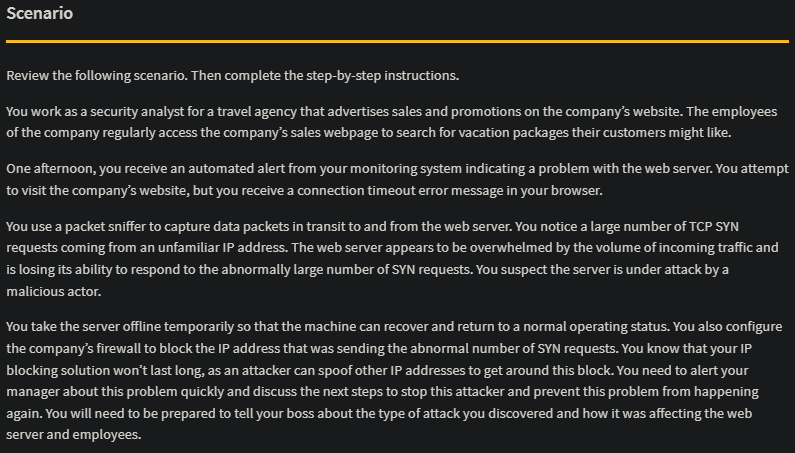 Scenario
Review the following scenario. Then complete the step-by-step instructions.
You work as a security analyst for a travel agency that advertises sales and promotions on the company’s website. The employees
of the company regularly access the company’s sales webpage to search for vacation packages their customers might like.
One afternoon, you receive an automated alert from your monitoring system indicating a problem with the web server. You attempt
to visit the company’s website, but you receive a connection timeout error message in your browser.
You use a packet sniffer to capture data packets in transit to and from the web server. You notice a large number of TCP SYN
requests coming from an unfamiliar IP address. The web server appears to be overwhelmed by the volume of incoming traffic and
is losing its ability to respond to the abnormally large number of SYN requests. You suspect the server is under attack by a
malicious actor.
You take the server offline temporarily so that the machine can recover and return to a normal operating status. You also configure
the company’s firewall to block the IP address that was sending the abnormal number of SYN requests. You know that your IP
blocking solution won’t last long, as an attacker can spoof other IP addresses to get around this block. You need to alert your
manager about this problem quickly and discuss the next steps to stop this attacker and prevent this problem from happening
again. You will need to be prepared to tell your boss about the type of attack you discovered and how it was affecting the web
server and employees.